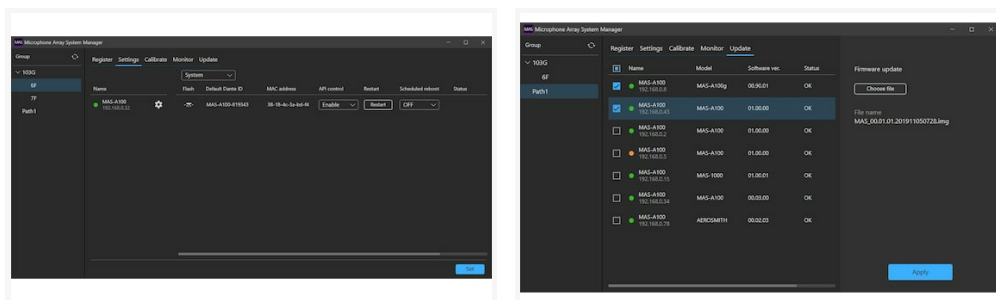 MAS Microphone Array System Manager
Group
Register Settings Calibrate Monitor Update
103G
6F
7F
Path1
System
Name Flash Default Dante ID MAC address API control Restart Scheduled reboot Status
MAS-A100 MAS-A100-819343 Enable Restart OFF
192.168.0.52
Set
MAS Microphone Array System Manager
Group
Register Settings Calibrate Monitor Update
103G
6F
Path1
Name Model Software ver. Status
MAS-A100 MAS-A100g 00.90.01 OK
192.168.0.8
MAS-A100 MAS-A100 01.00.00 OK
192.168.0.43
MAS-A100 MAS-A100 01.00.00 OK
192.168.0.2
MAS-A100 MAS-A100 01.00.00 OK
192.168.0.5
MAS-A100 MAS-1000 01.00.01 OK
192.168.0.15
MAS-A100 MAS-A100 00.03.00 OK
192.168.0.34
MAS-A100 AEROSMITH 00.02.03 OK
192.168.0.78
Firmware update
Choose file
File name
MAS_00.01.01.201911050728.img
Apply